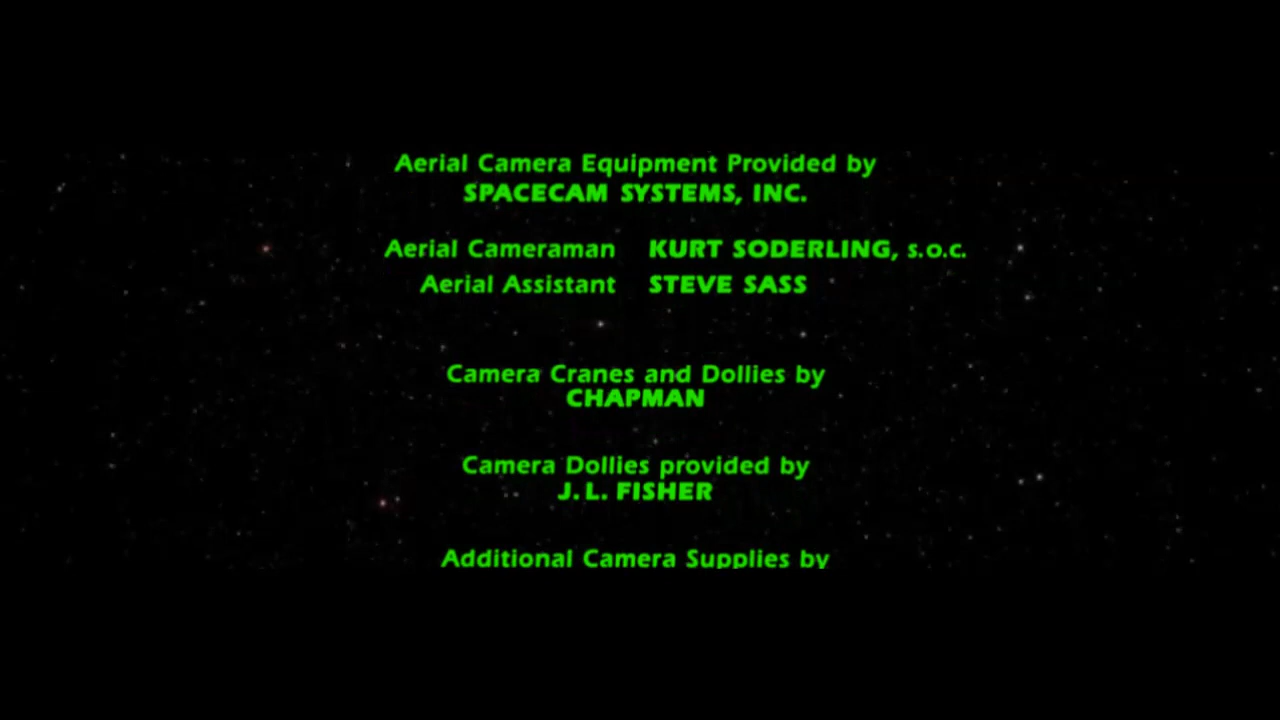 Aerial Camera Equipment Provided by
SPACECAM SYSTEMS, INC.
Aerial Cameraman KURT SODERLING, S.O.C.
Aerial Assistant STEVE SASS
Camera Cranes and Dollies by
CHAPMAN
Camera Dollies provided by
J. L. FISHER
Additional Camera Supplies by